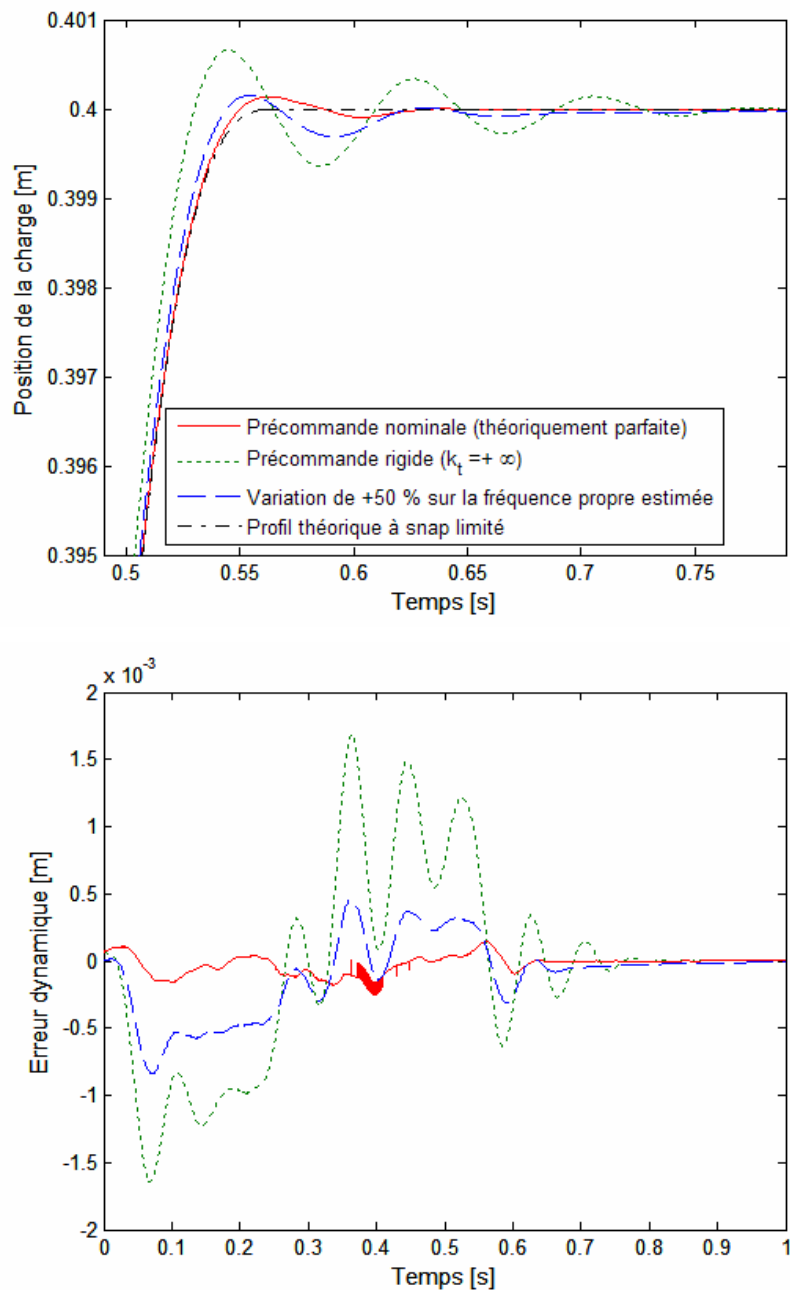 0.401
0.4
0.399
0.398
0.397
0.396
0.395
Position de la charge [m]
Précommande nominale (théoriquement parfaite)
Précommande rigide (k_t =+ ∞)
Variation de +50 % sur la fréquence propre estimée
Profil théorique à snap limité
0.5 0.55 0.6 0.65 0.7 0.75
Temps [s]
x 10^-3
2
1.5
1
0.5
0
-0.5
-1
-1.5
-2
Erreur dynamique [m]
0 0.1 0.2 0.3 0.4 0.5 0.6 0.7 0.8 0.9 1
Temps [s]